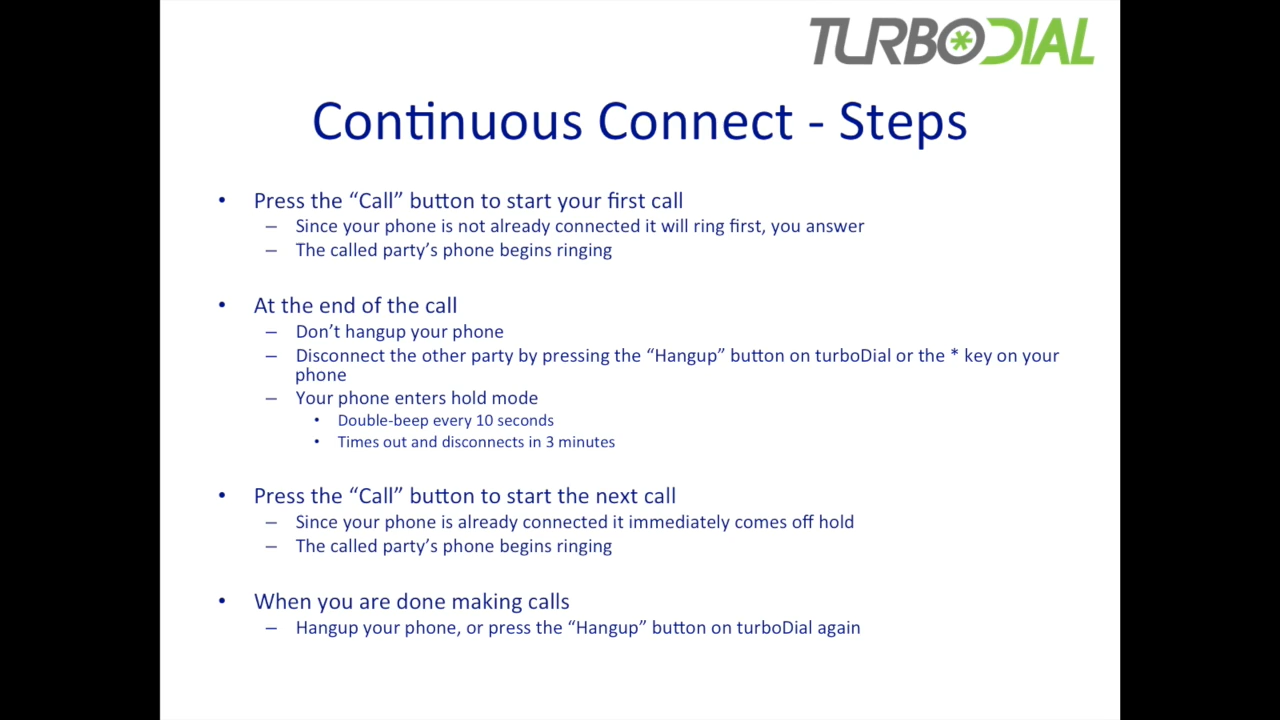 TURBODIAL
Continuous Connect - Steps
• Press the “Call” button to start your first call
– Since your phone is not already connected it will ring first, you answer
– The called party’s phone begins ringing
• At the end of the call
– Don’t hangup your phone
– Disconnect the other party by pressing the “Hangup” button on turboDial or the * key on your
phone
– Your phone enters hold mode
• Double-beep every 10 seconds
• Times out and disconnects in 3 minutes
• Press the “Call” button to start the next call
– Since your phone is already connected it immediately comes off hold
– The called party’s phone begins ringing
• When you are done making calls
– Hangup your phone, or press the “Hangup” button on turboDial again